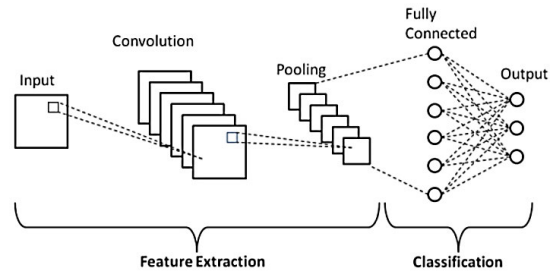 Input
Convolution
Pooling
Fully
Connected
Output
Feature Extraction
Classification